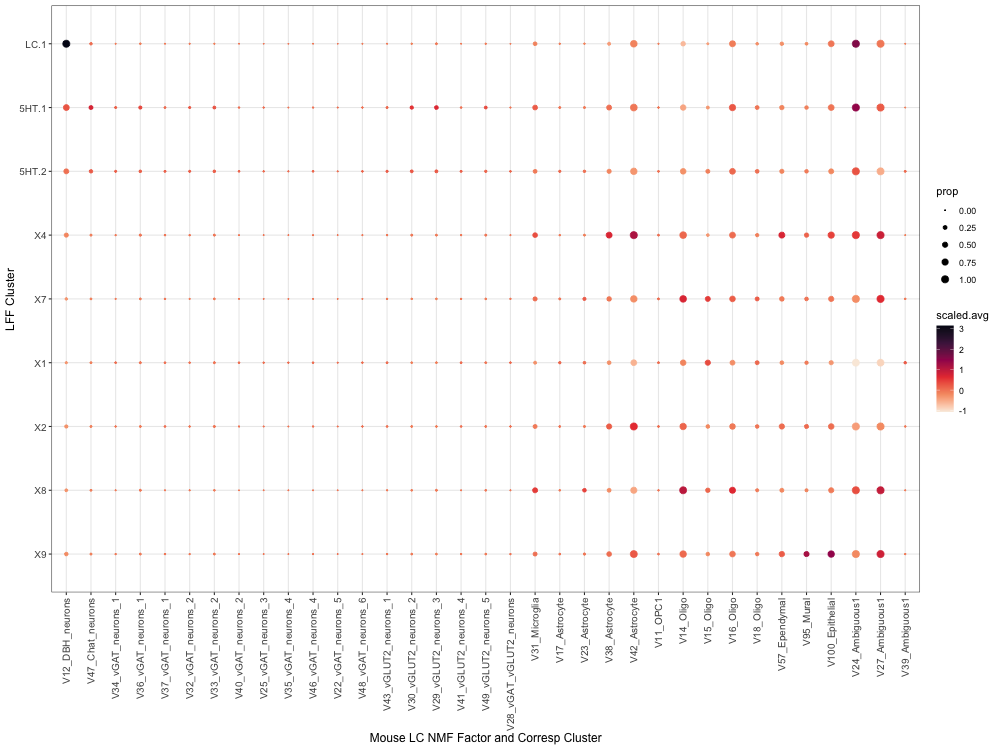 LC.1
5HT.1
5HT.2
X4
X7
X1
X2
X8
X9
LFF Cluster
V12_DBH_neurons
V47_Chat_neurons
V34_vGAT_neurons_1
V36_vGAT_neurons_1
V37_vGAT_neurons_1
V32_vGAT_neurons_2
V33_vGAT_neurons_2
V40_vGAT_neurons_2
V25_vGAT_neurons_3
V35_vGAT_neurons_4
V46_vGAT_neurons_4
V22_vGAT_neurons_5
V48_vGAT_neurons_6
V43_vGLUT2_neurons_1
V30_vGLUT2_neurons_2
V29_vGLUT2_neurons_3
V41_vGLUT2_neurons_4
V49_vGLUT2_neurons_5
V28_vGAT_vGLUT2_neurons
V31_Microglia
V17_Astrocyte
V23_Astrocyte
V38_Astrocyte
V42_Astrocyte
V11_OPC1
V14_Oligo
V15_Oligo
V16_Oligo
V18_Oligo
V57_Ependymal
V95_Mural
V100_Epithelial
V24_Ambiguous1
V27_Ambiguous1
V39_Ambiguous1
Mouse LC NMF Factor and Corresp Cluster
prop
0.00
0.25
0.50
0.75
1.00
scaled.avg
3
2
1
0
-1